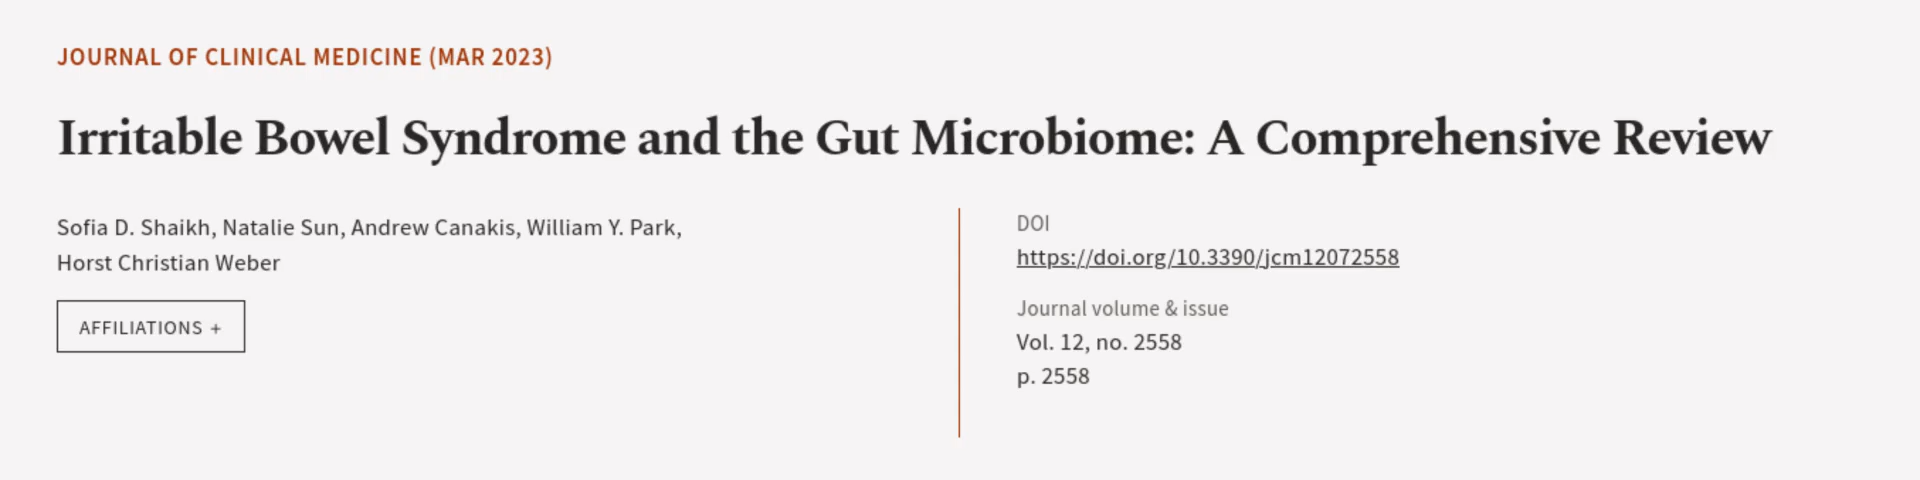 JOURNAL OF CLINICAL MEDICINE (MAR 2023)
Irritable Bowel Syndrome and the Gut Microbiome: A Comprehensive Review
Sofia D. Shaikh, Natalie Sun, Andrew Canakis, William Y. Park,
Horst Christian Weber
AFFILIATIONS +
DOI
https://doi.org/10.3390/jcm12072558
Journal volume & issue
Vol. 12, no. 2558
p. 2558